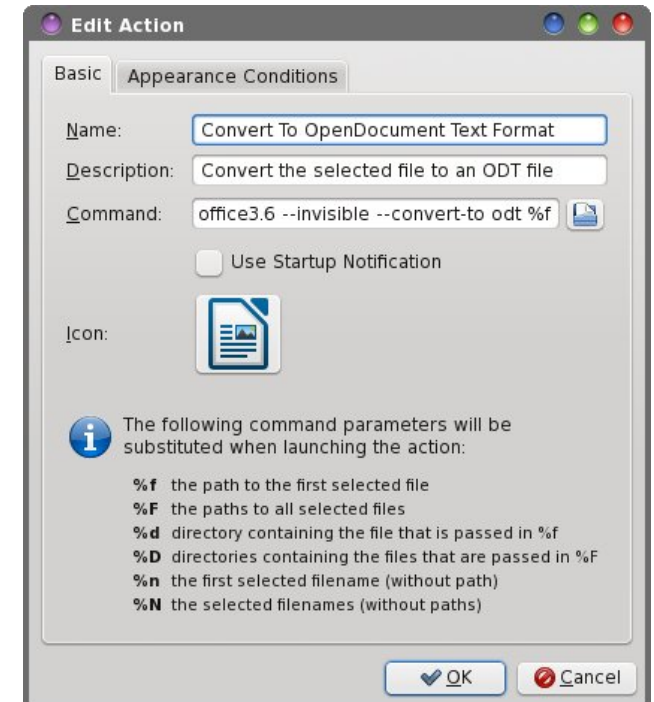 Edit Action
Basic
Appearance Conditions
Name:
Convert To OpenDocument Text Format
Description:
Convert the selected file to an ODT file
Command:
office3.6 --invisible --convert-to odt %f
Use Startup Notification
Icon:
The following command parameters will be
substituted when launching the action:
%f the path to the first selected file
%F the paths to all selected files
%d directory containing the file that is passed in %f
%D directories containing the files that are passed in %F
%n the first selected filename (without path)
%N the selected filenames (without paths)
OK
Cancel